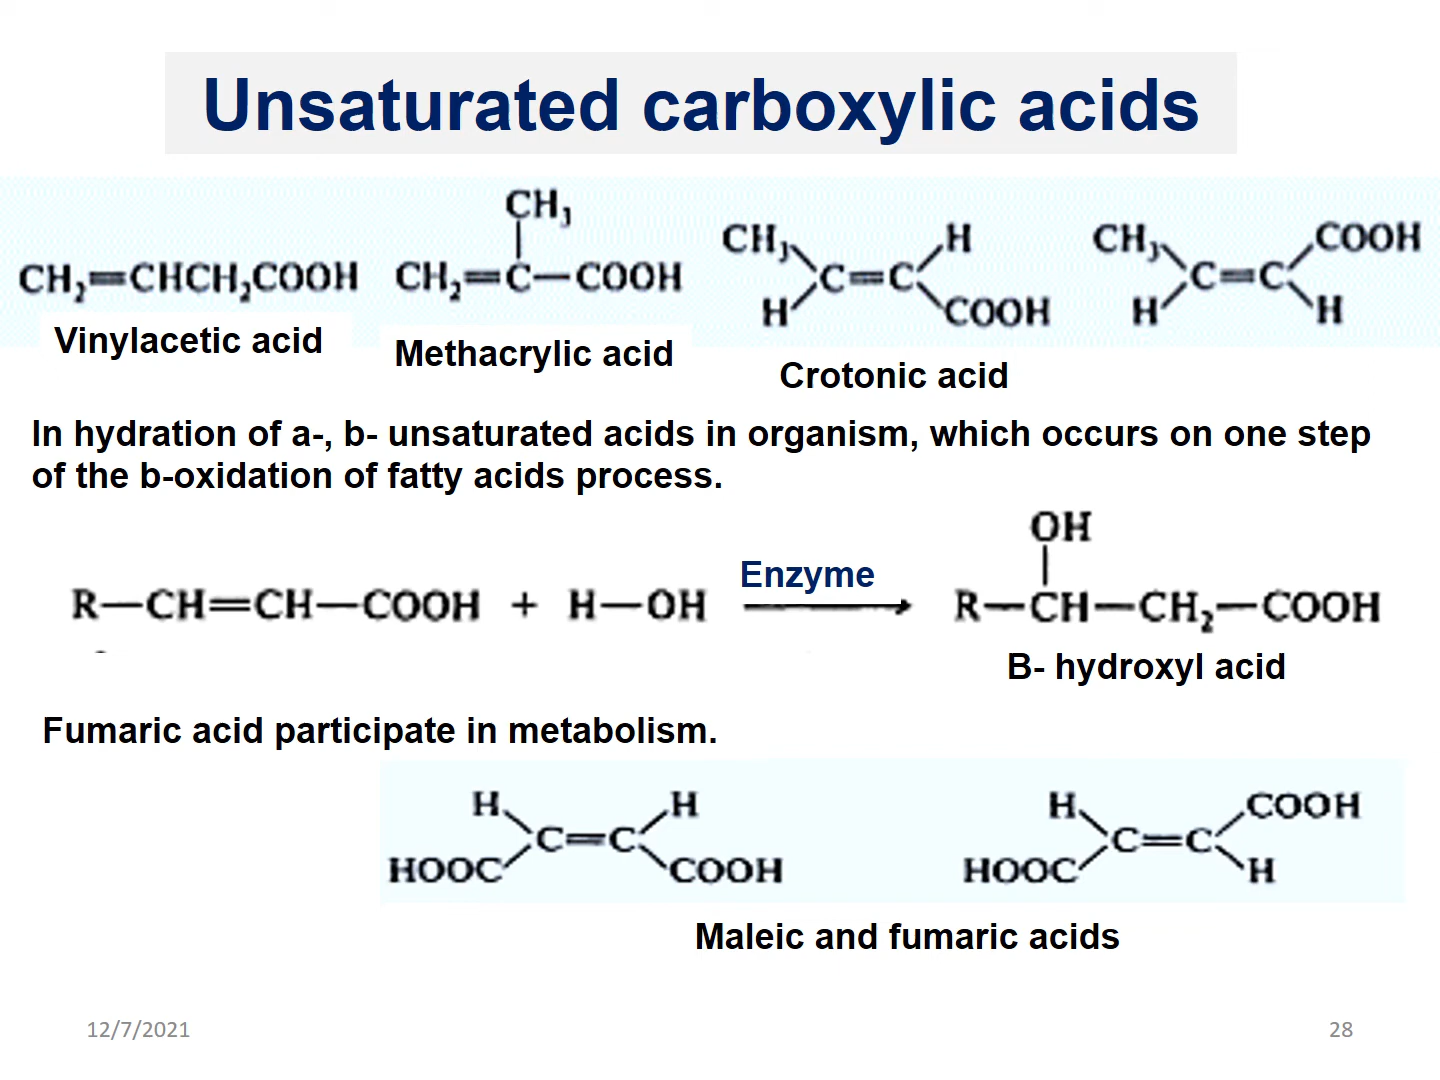 Unsaturated carboxylic acids
CH₃
CH₂=CHCH₂COOH
CH₂=C—COOH
CH₃ H
C=C
H COOH
CH₃ COOH
C=C
H H
Vinylacetic acid
Methacrylic acid
Crotonic acid
In hydration of a-, b- unsaturated acids in organism, which occurs on one step
of the b-oxidation of fatty acids process.
OH
R—CH=CH—COOH + H—OH Enzyme R—CH—CH₂—COOH
B- hydroxyl acid
Fumaric acid participate in metabolism.
H H
C=C
HOOC COOH
H COOH
C=C
HOOC H
Maleic and fumaric acids
12/7/2021
28